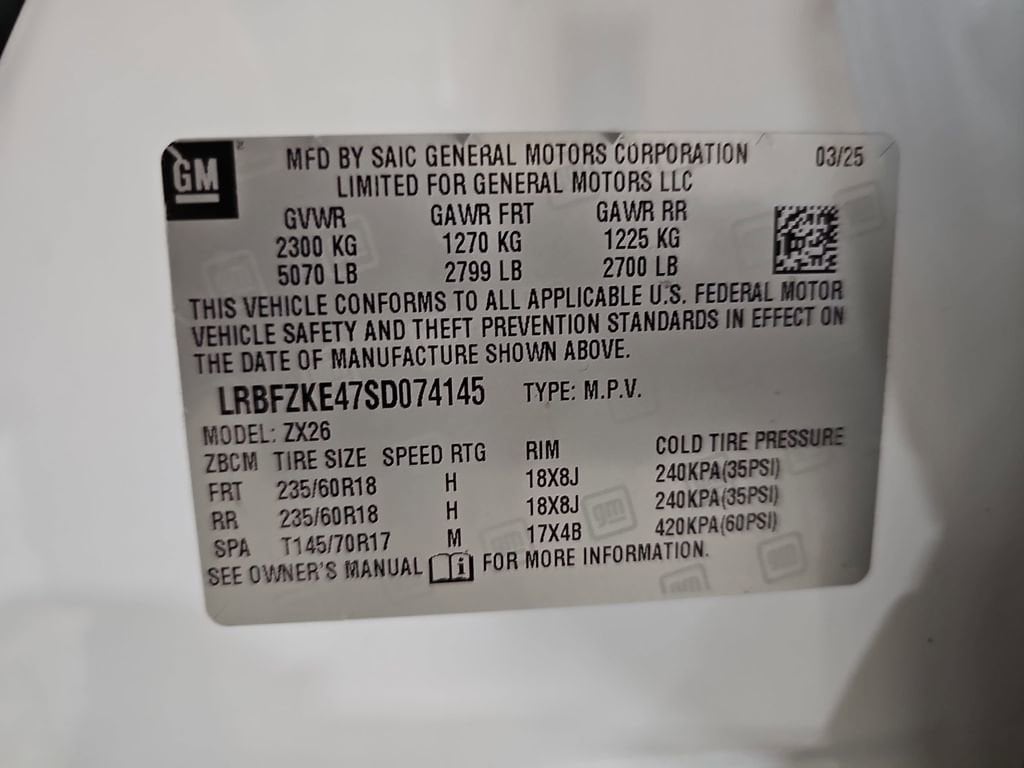 GM
MFD BY SAIC GENERAL MOTORS CORPORATION 03/25
LIMITED FOR GENERAL MOTORS LLC
GVWR GAWR FRT GAWR RR
2300 KG 1270 KG 1225 KG
5070 LB 2799 LB 2700 LB
THIS VEHICLE CONFORMS TO ALL APPLICABLE U.S. FEDERAL MOTOR
VEHICLE SAFETY AND THEFT PREVENTION STANDARDS IN EFFECT ON
THE DATE OF MANUFACTURE SHOWN ABOVE.
LRBFZKE47SD074145 TYPE: M.P.V.
MODEL: ZX26
ZBCM TIRE SIZE SPEED RTG RIM COLD TIRE PRESSURE
FRT 235/60R18 H 18X8J 240KPA(35PSI)
RR 235/60R18 H 18X8J 240KPA(35PSI)
SPA T145/70R17 M 17X4B 420KPA(60PSI)
SEE OWNER'S MANUAL i FOR MORE INFORMATION.
gm
gm
gm